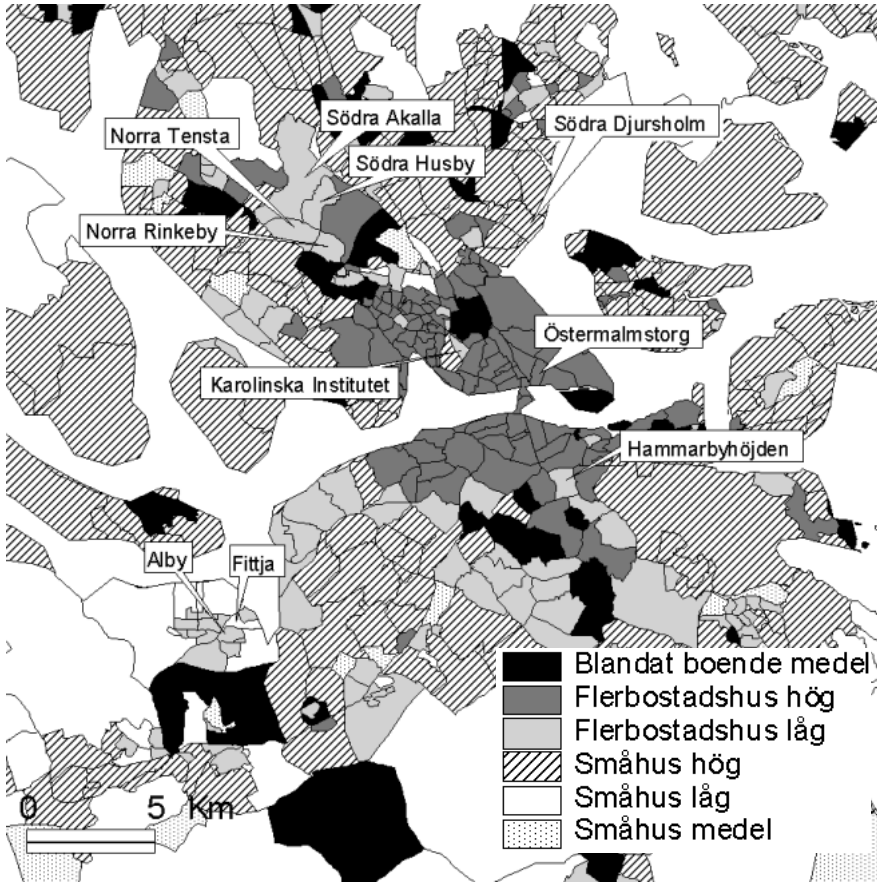 Södra Akalla
Norra Tensta
Södra Djursholm
Södra Husby
Norra Rinkeby
Östermalmstorg
Karolinska Institutet
Hammarbyhöjden
Alby
Fittja
Blandat boende medel
Flerbostadshus hög
Flerbostadshus låg
Småhus hög
Småhus låg
Småhus medel
0 5 Km